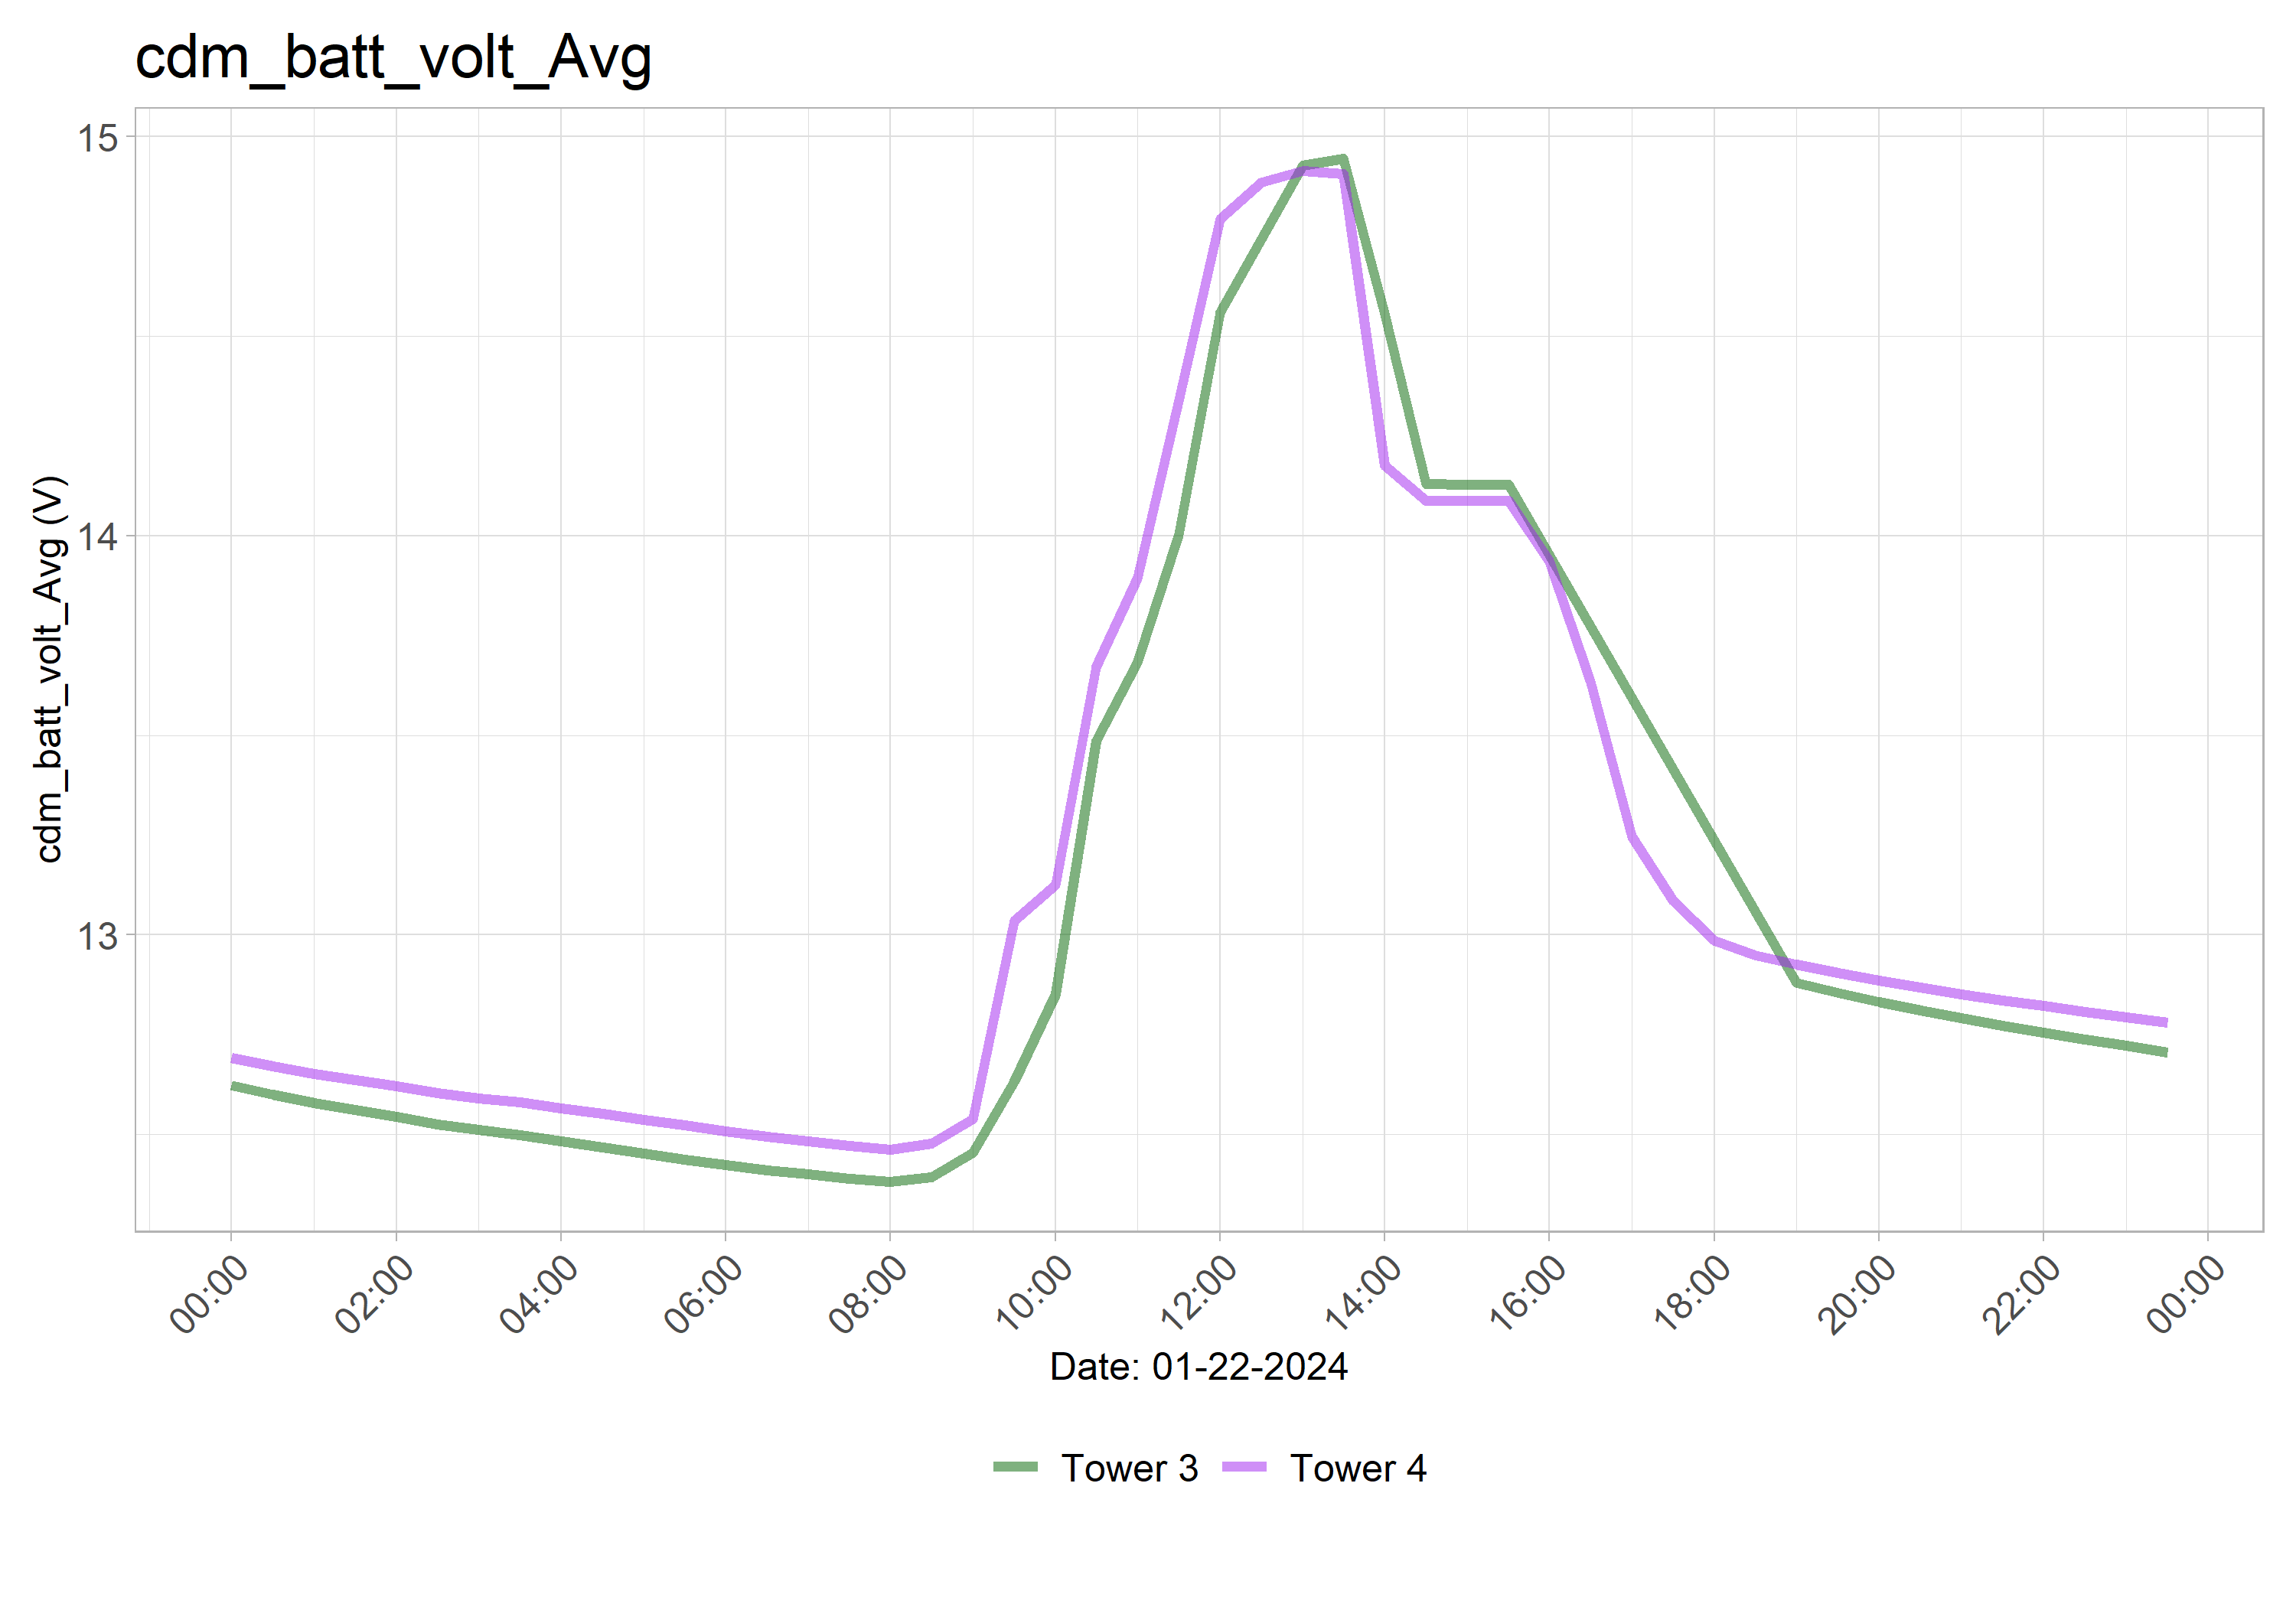 cdm_batt_volt_Avg
cdm_batt_volt_Avg (V)
15
14
13
00:00 02:00 04:00 06:00 08:00 10:00 12:00 14:00 16:00 18:00 20:00 22:00 00:00
Date: 01-22-2024
Tower 3 Tower 4